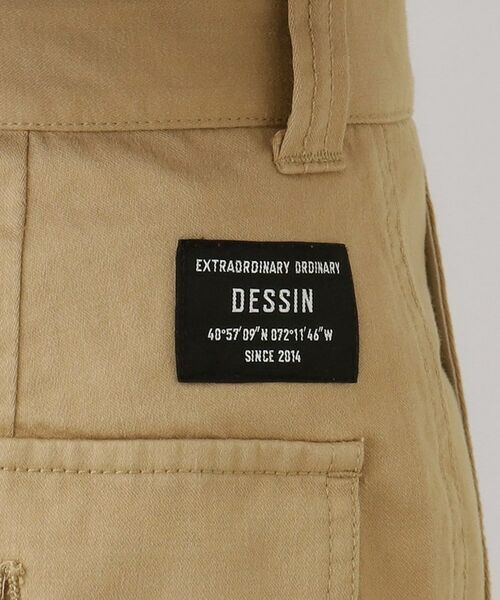 EXTRAORDINARY ORDINARY
DESSIN
40°57'09"N 072°11'46"W
SINCE 2014